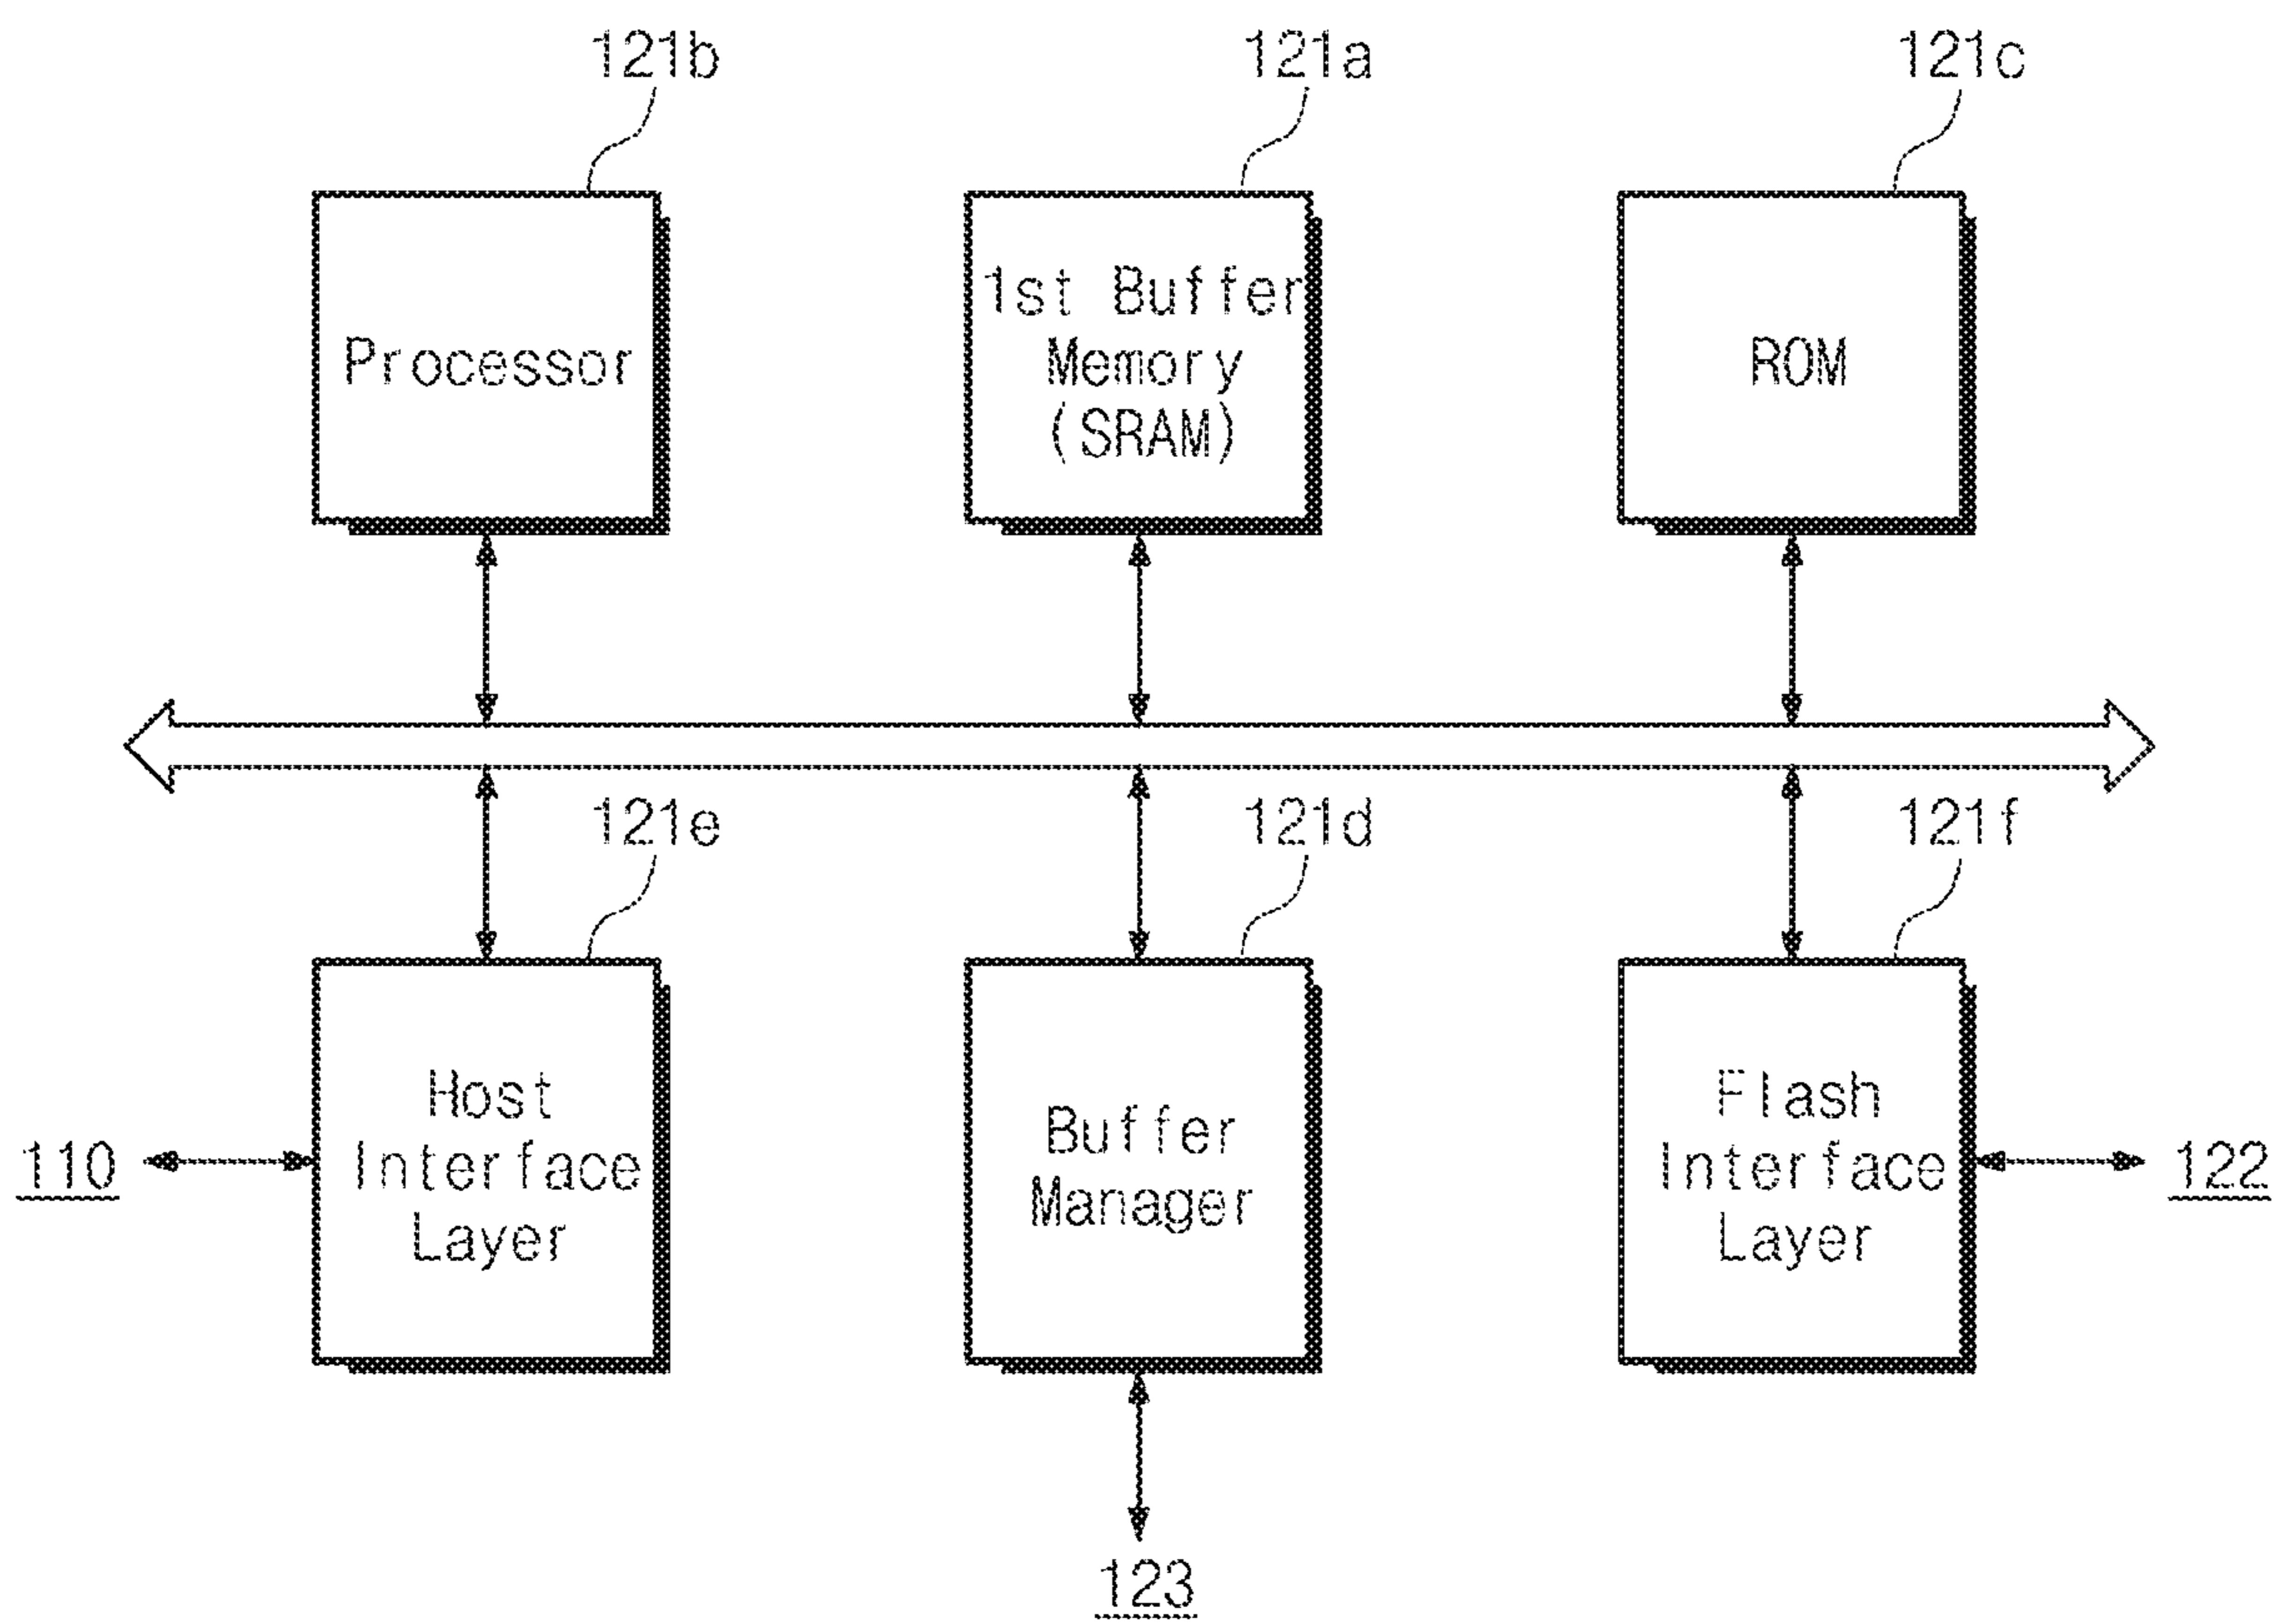 121b
121a
121c
Processor
1st Buffer
Memory
(SRAM)
ROM
121e
121d
121f
Host
Interface
Layer
Buffer
Manager
Flash
Interface
Layer
110
122
123